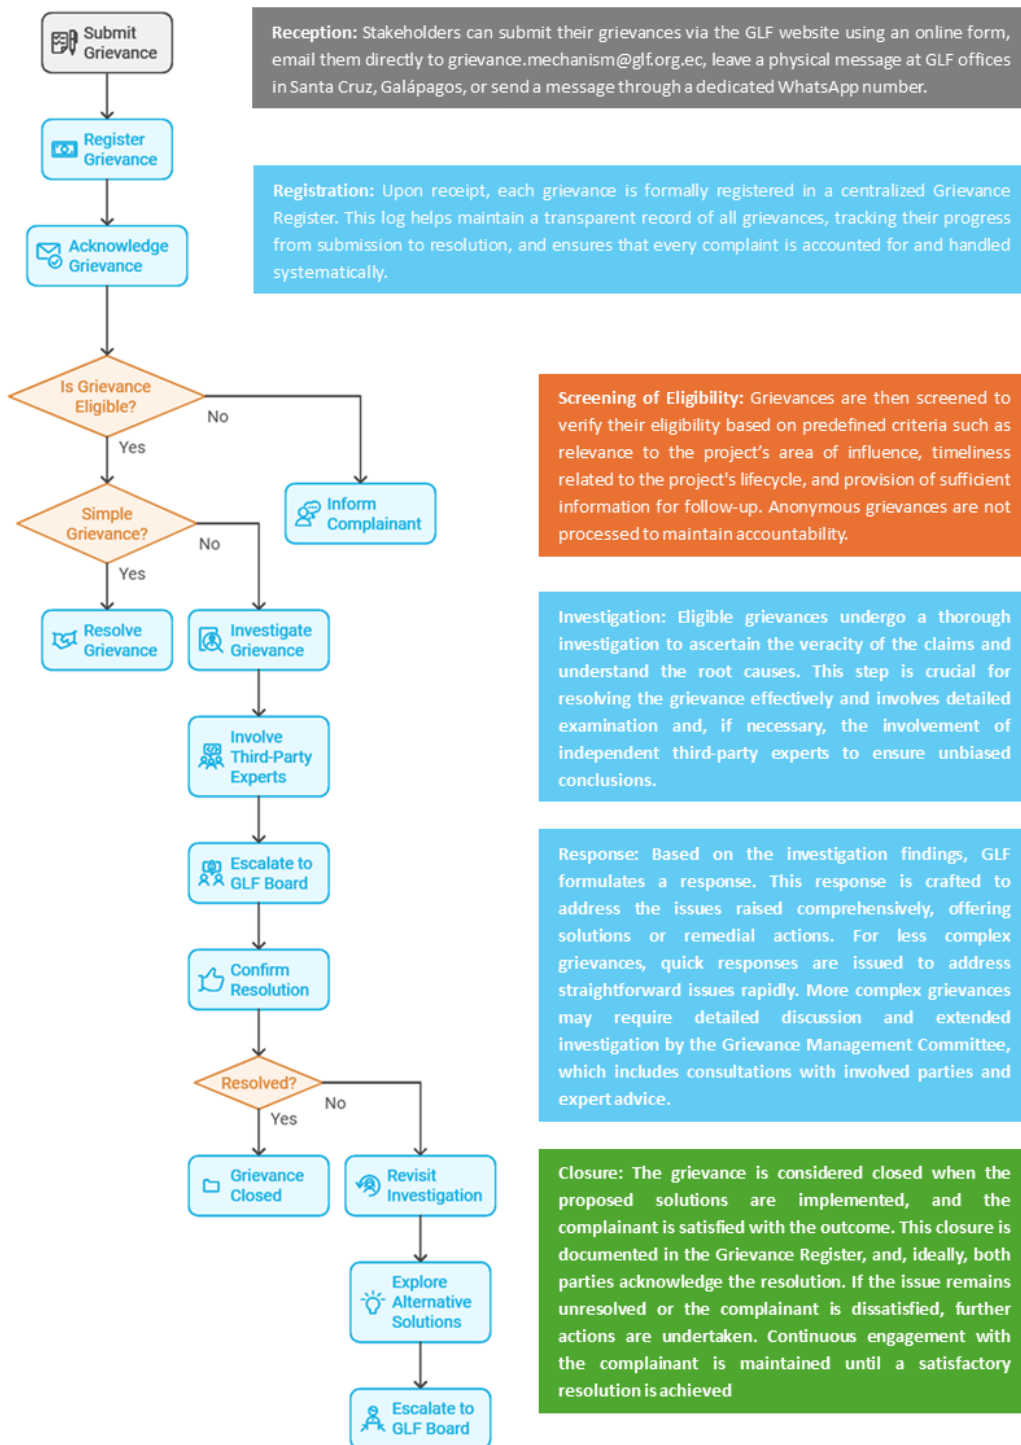 Submit
Grievance
Reception: Stakeholders can submit their grievances via the GLF website using an online form,
email them directly to grievance.mechanism@glf.org.ec, leave a physical message at GLF offices
in Santa Cruz, Galápagos, or send a message through a dedicated WhatsApp number.
Register
Grievance
Registration: Upon receipt, each grievance is formally registered in a centralized Grievance
Register. This log helps maintain a transparent record of all grievances, tracking their progress
from submission to resolution, and ensures that every complaint is accounted for and handled
systematically.
Acknowledge
Grievance
Is Grievance
Eligible?
No
Yes
Inform
Complainant
Screening of Eligibility: Grievances are then screened to
verify their eligibility based on predefined criteria such as
relevance to the project’s area of influence, timeliness
related to the project's lifecycle, and provision of sufficient
information for follow-up. Anonymous grievances are not
processed to maintain accountability.
Simple
Grievance?
No
Yes
Resolve
Grievance
Investigate
Grievance
Investigation: Eligible grievances undergo a thorough
investigation to ascertain the veracity of the claims and
understand the root causes. This step is crucial for
resolving the grievance effectively and involves detailed
examination and, if necessary, the involvement of
independent third-party experts to ensure unbiased
conclusions.
Involve
Third-Party
Experts
Escalate to
GLF Board
Response: Based on the investigation findings, GLF
formulates a response. This response is crafted to
address the issues raised comprehensively, offering
solutions or remedial actions. For less complex
grievances, quick responses are issued to address
straightforward issues rapidly. More complex grievances
may require detailed discussion and extended
investigation by the Grievance Management Committee,
which includes consultations with involved parties and
expert advice.
Confirm
Resolution
Resolved?
No
Yes
Grievance
Closed
Revisit
Investigation
Closure: The grievance is considered closed when the
proposed solutions are implemented, and the
complainant is satisfied with the outcome. This closure is
documented in the Grievance Register, and, ideally, both
parties acknowledge the resolution. If the issue remains
unresolved or the complainant is dissatisfied, further
actions are undertaken. Continuous engagement with
the complainant is maintained until a satisfactory
resolution is achieved
Explore
Alternative
Solutions
Escalate to
GLF Board